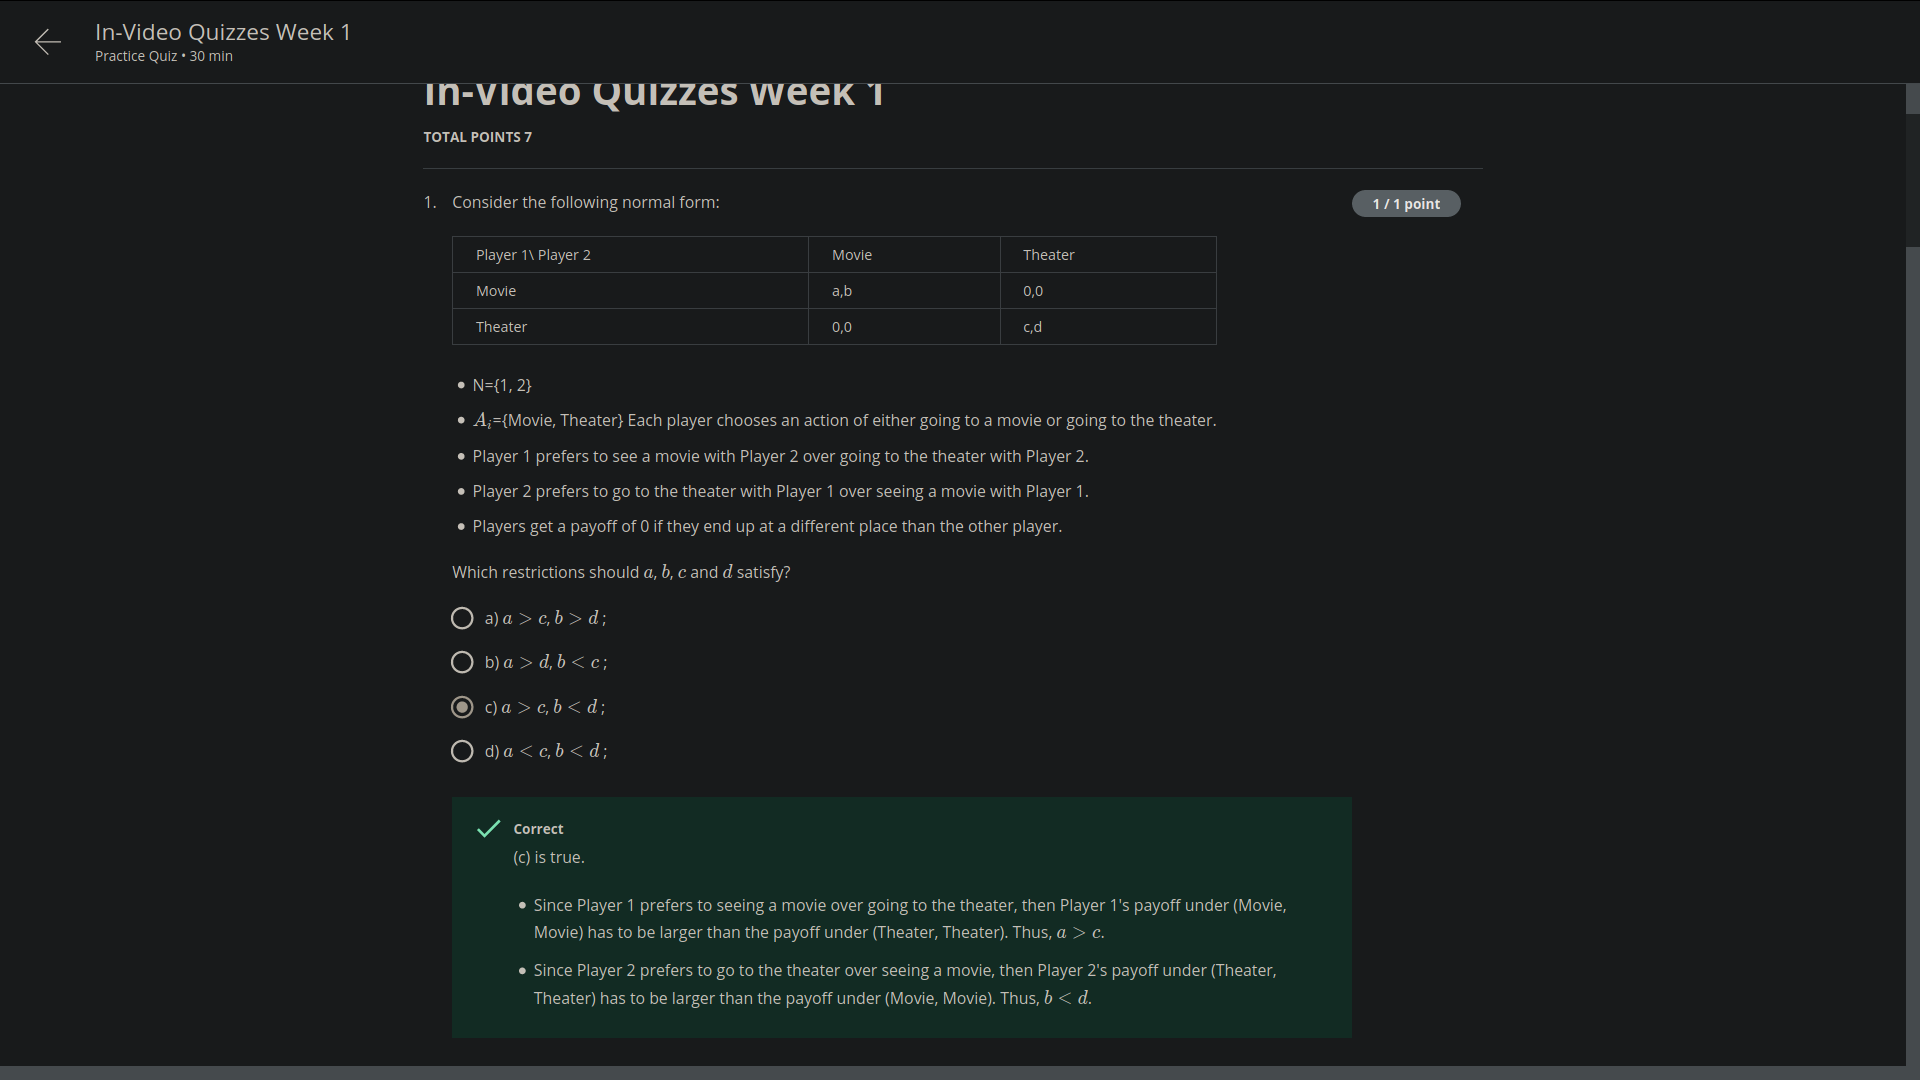 In-Video Quizzes Week 1
Practice Quiz • 30 min
In-Video Quizzes Week 1
TOTAL POINTS 7
1. Consider the following normal form:
1 / 1 point
Player 1\ Player 2 Movie Theater
Movie a,b 0,0
Theater 0,0 c,d
• N={1, 2}
• A_i={Movie, Theater} Each player chooses an action of either going to a movie or going to the theater.
• Player 1 prefers to see a movie with Player 2 over going to the theater with Player 2.
• Player 2 prefers to go to the theater with Player 1 over seeing a movie with Player 1.
• Players get a payoff of 0 if they end up at a different place than the other player.
Which restrictions should a, b, c and d satisfy?
a) a > c, b > d ;
b) a > d, b < c ;
c) a > c, b < d ;
d) a < c, b < d ;
Correct
(c) is true.
• Since Player 1 prefers to seeing a movie over going to the theater, then Player 1's payoff under (Movie,
Movie) has to be larger than the payoff under (Theater, Theater). Thus, a > c.
• Since Player 2 prefers to go to the theater over seeing a movie, then Player 2's payoff under (Theater,
Theater) has to be larger than the payoff under (Movie, Movie). Thus, b < d.